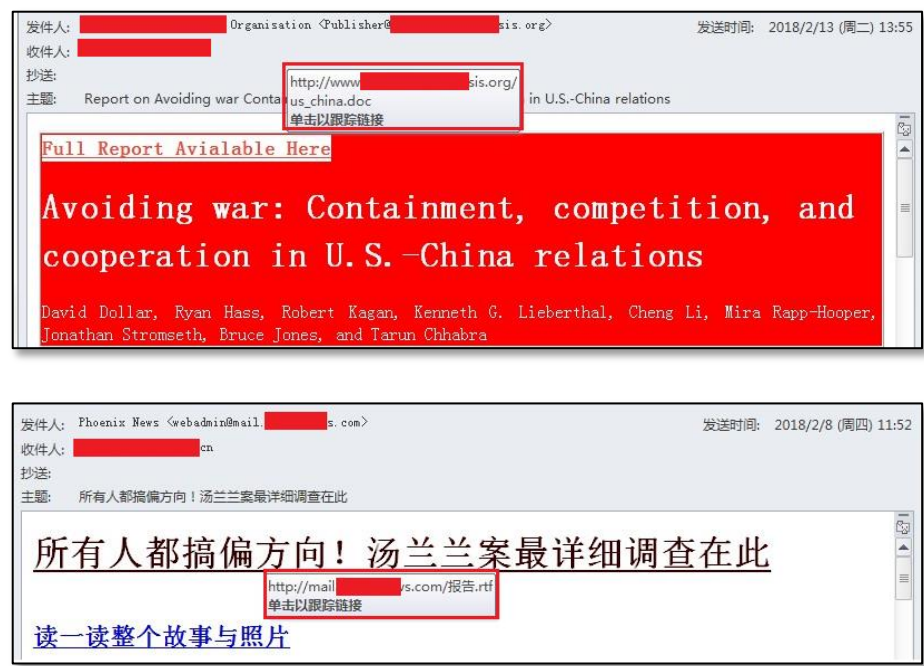 发件人: Organisation <Publisher@ sis.org> 发送时间: 2018/2/13 (周二) 13:55
收件人:
抄送:
http://www sis.org/
us_china.doc
单击以跟踪链接
主题: Report on Avoiding war Conta in U.S.-China relations
Full Report Avialable Here
Avoiding war: Containment, competition, and
cooperation in U.S.-China relations
David Dollar, Ryan Hass, Robert Kagan, Kenneth G. Lieberthal, Cheng Li, Mira Rapp-Hooper,
Jonathan Stromseth, Bruce Jones, and Tarun Chhabra
发件人: Phoenix News <webadmin@mail. s.com> 发送时间: 2018/2/8 (周四) 11:52
收件人: cn
抄送:
主题: 所有人都搞偏方向！汤兰兰案最详细调查在此
所有人都搞偏方向！汤兰兰案最详细调查在此
http://mail s.com/报告.rtf
单击以跟踪链接
读一读整个故事与照片